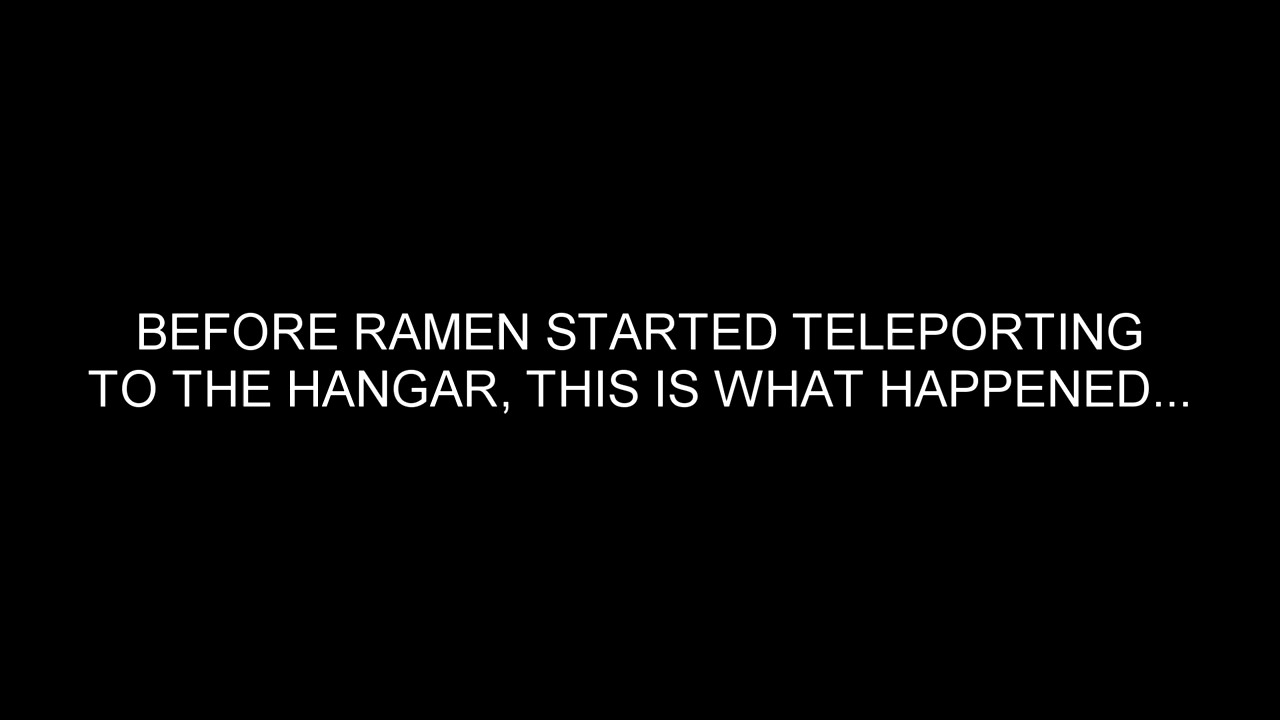 BEFORE RAMEN STARTED TELEPORTING
TO THE HANGAR, THIS IS WHAT HAPPENED...